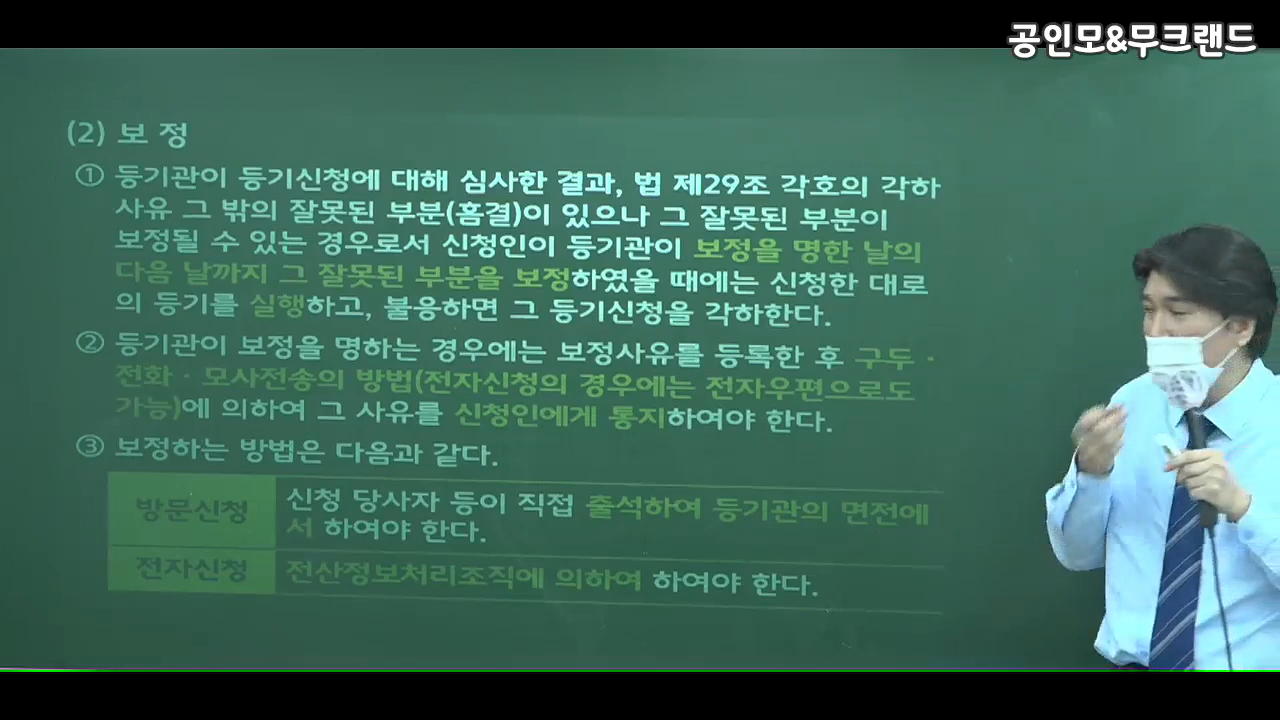 공인모&무크랜드
(2) 보 정
① 등기관이 등기신청에 대해 심사한 결과, 법 제29조 각호의 각하
사유 그 밖의 잘못된 부분(흠결)이 있으나 그 잘못된 부분이
보정될 수 있는 경우로서 신청인이 등기관이 보정을 명한 날의
다음 날까지 그 잘못된 부분을 보정하였을 때에는 신청한 대로
의 등기를 실행하고, 불응하면 그 등기신청을 각하한다.
② 등기관이 보정을 명하는 경우에는 보정사유를 등록한 후 구두 ·
전화 · 모사전송의 방법(전자신청의 경우에는 전자우편으로도
가능)에 의하여 그 사유를 신청인에게 통지하여야 한다.
③ 보정하는 방법은 다음과 같다.
방문신청 신청 당사자 등이 직접 출석하여 등기관의 면전에
서 하여야 한다.
전자신청 전산정보처리조직에 의하여 하여야 한다.